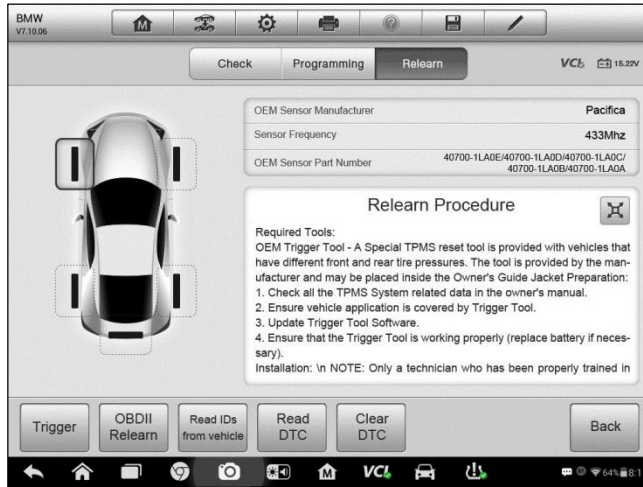 BMW
V7.10.06
Check Programming Relearn
VCI 15.22V
OEM Sensor Manufacturer Pacifica
Sensor Frequency 433Mhz
OEM Sensor Part Number 40700-1LA0E/40700-1LA0D/40700-1LA0C/
40700-1LA0B/40700-1LA0A
Relearn Procedure
Required Tools:
OEM Trigger Tool - A Special TPMS reset tool is provided with vehicles that
have different front and rear tire pressures. The tool is provided by the man-
ufacturer and may be placed inside the Owner's Guide Jacket Preparation:
1. Check all the TPMS System related data in the owner's manual.
2. Ensure vehicle application is covered by Trigger Tool.
3. Update Trigger Tool Software.
4. Ensure that the Trigger Tool is working properly (replace battery if neces-
sary).
Installation: \n NOTE: Only a technician who has been properly trained in
Trigger
OBDII
Relearn
Read IDs
from vehicle
Read
DTC
Clear
DTC
Back
VCI 64% 8:1